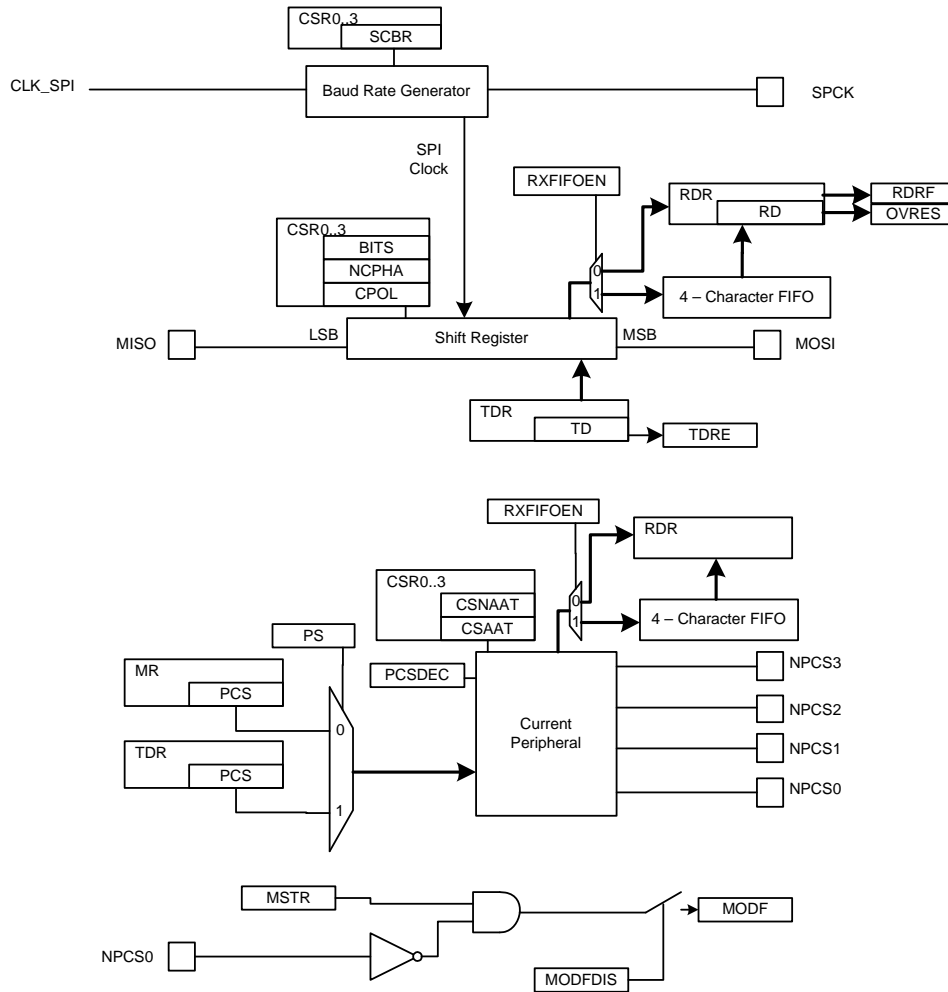 CSR0..3
SCBR
CLK_SPI
Baud Rate Generator
SPCK
SPI
Clock
RXFIFOEN
RDR
RD
RDRF
OVRES
CSR0..3
BITS
NCPHA
CPOL
0
1
4 – Character FIFO
MISO
LSB
Shift Register
MSB
MOSI
TDR
TD
TDRE
RXFIFOEN
RDR
CSR0..3
CSNAAT
CSAAT
0
1
4 – Character FIFO
PS
MR
PCS
PCSDEC
NPCS3
0
Current
Peripheral
NPCS2
TDR
PCS
NPCS1
1
NPCS0
MSTR
MODF
NPCS0
MODFDIS